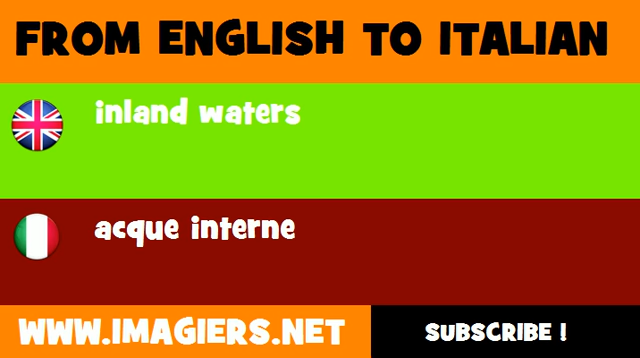 FROM ENGLISH TO ITALIAN
inland waters
acque interne
WWW.IMAGIERS.NET
SUBSCRIBE !